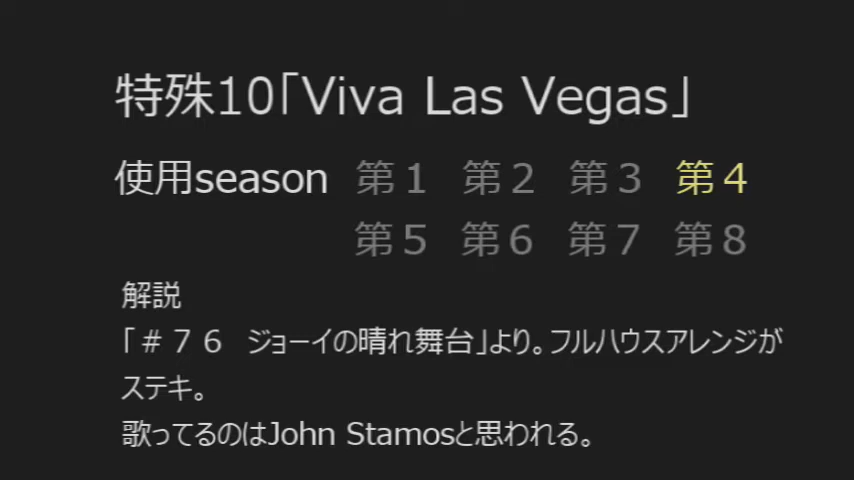 特殊10「Viva Las Vegas」
使用season 第１ 第２ 第３ 第４
第５ 第６ 第７ 第８
解説
「＃７６　ジョーイの晴れ舞台」より。フルハウスアレンジが
ステキ。
歌ってるのはJohn Stamosと思われる。